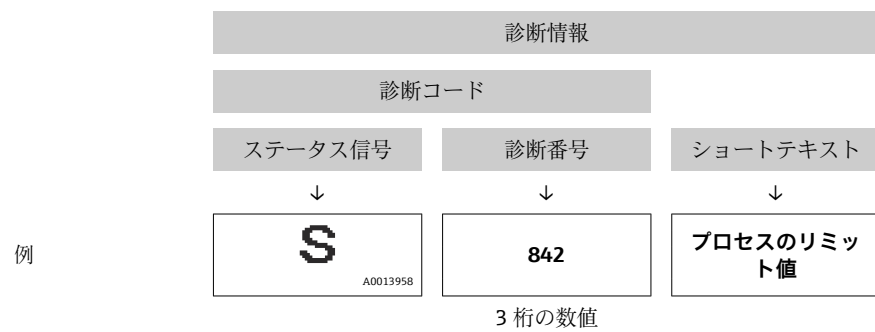 診断情報
診断コード
ステータス信号 診断番号 ショートテキスト
↓ ↓ ↓
例
S
A0013958
842
プロセスのリミッ
ト値
3 桁の数値